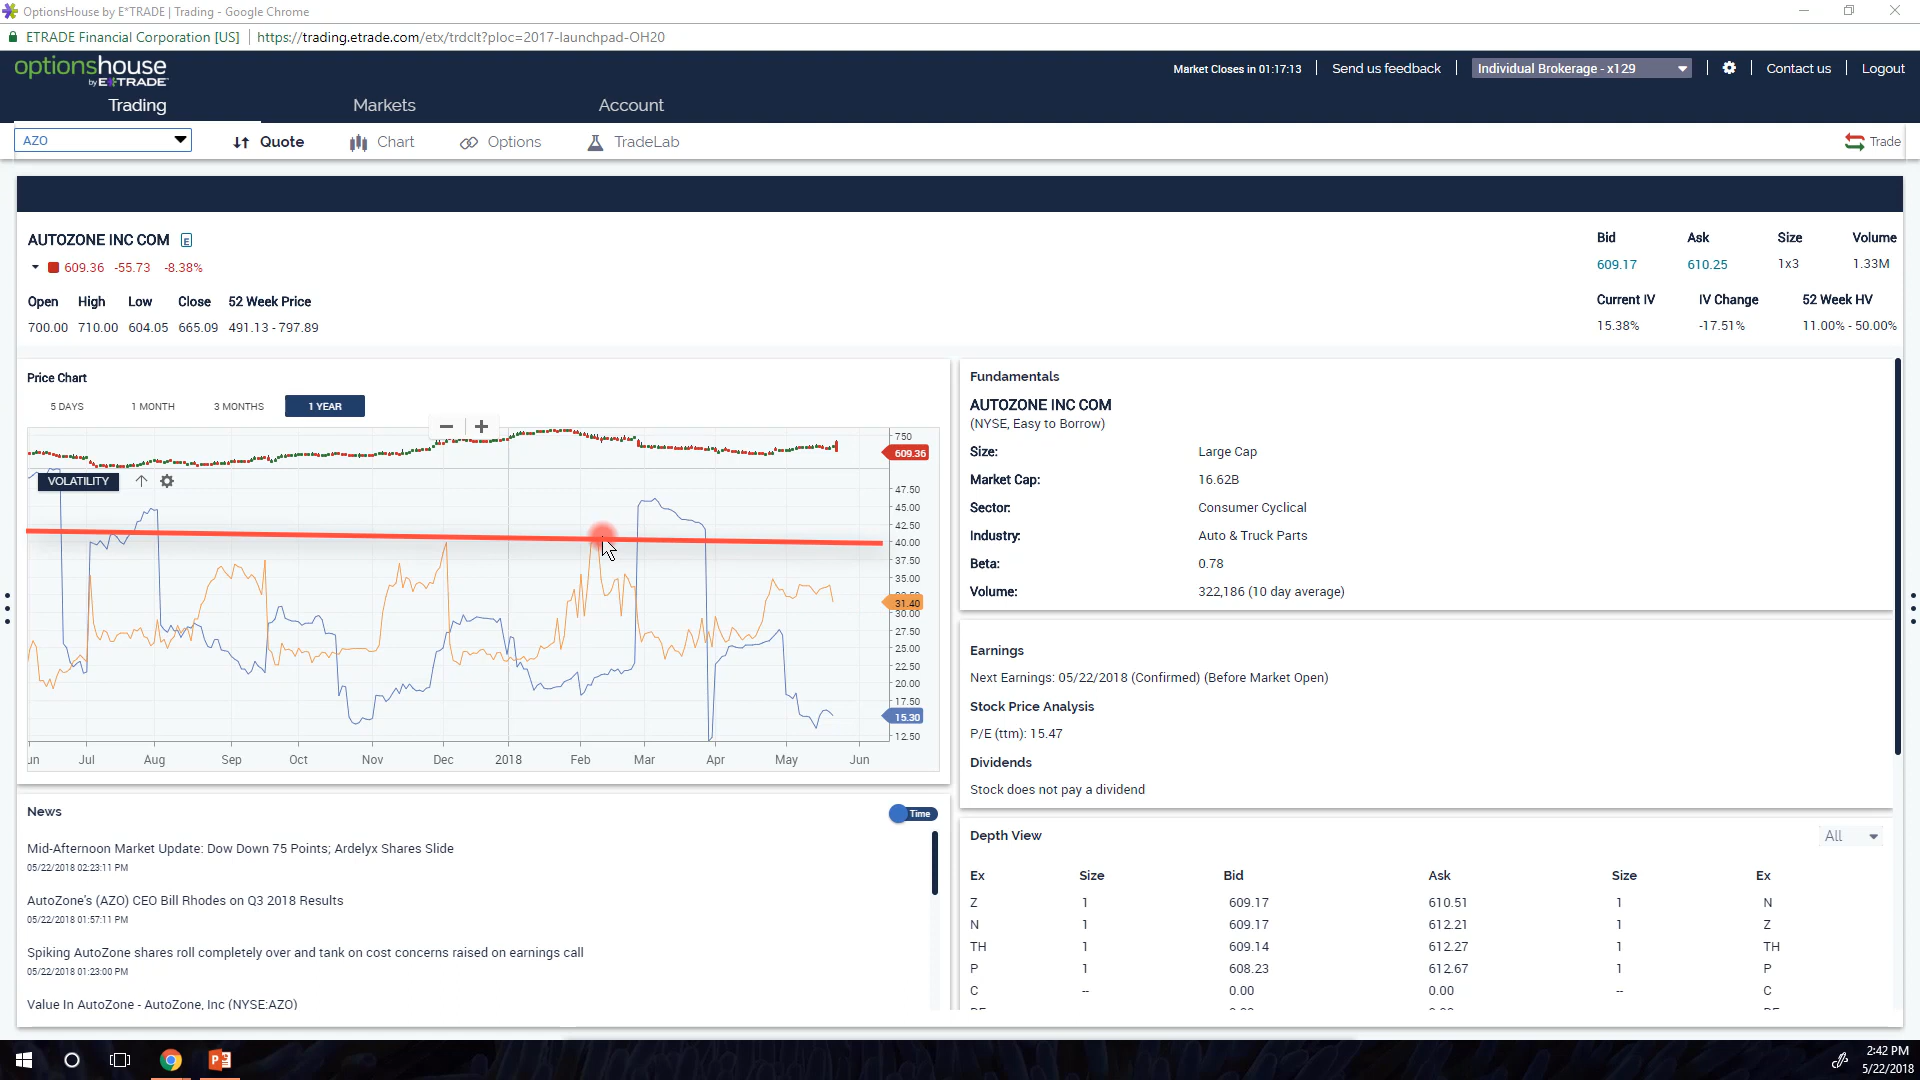 OptionsHouse by E*TRADE | Trading - Google Chrome
ETRADE Financial Corporation [US] https://trading.etrade.com/etx/trdclt?ploc=2017-launchpad-OH20
optionshouse
by E*TRADE
Market Closes in 01:17:13 Send us feedback Individual Brokerage - x129 Contact us Logout
Trading Markets Account
AZO Quote Chart Options TradeLab Trade
AUTOZONE INC COM E
609.36 -55.73 -8.38%
Open High Low Close 52 Week Price
700.00 710.00 604.05 665.09 491.13 - 797.89
Bid Ask Size Volume
609.17 610.25 1x3 1.33M
Current IV IV Change 52 Week HV
15.38% -17.51% 11.00% - 50.00%
Price Chart
5 DAYS 1 MONTH 3 MONTHS 1 YEAR
750
609.36
VOLATILITY
47.50
45.00
42.50
40.00
37.50
35.00
31.40
30.00
27.50
25.00
22.50
20.00
17.50
15.30
12.50
un Jul Aug Sep Oct Nov Dec 2018 Feb Mar Apr May Jun
Fundamentals
AUTOZONE INC COM
(NYSE, Easy to Borrow)
Size: Large Cap
Market Cap: 16.62B
Sector: Consumer Cyclical
Industry: Auto & Truck Parts
Beta: 0.78
Volume: 322,186 (10 day average)
Earnings
Next Earnings: 05/22/2018 (Confirmed) (Before Market Open)
Stock Price Analysis
P/E (ttm): 15.47
Dividends
Stock does not pay a dividend
News Time
Mid-Afternoon Market Update: Dow Down 75 Points; Ardelyx Shares Slide
05/22/2018 02:23:11 PM
AutoZone's (AZO) CEO Bill Rhodes on Q3 2018 Results
05/22/2018 01:57:11 PM
Spiking AutoZone shares roll completely over and tank on cost concerns raised on earnings call
05/22/2018 01:23:00 PM
Value In AutoZone - AutoZone, Inc (NYSE:AZO)
Depth View All
Ex Size Bid Ask Size Ex
Z 1 609.17 610.51 1 N
N 1 609.17 612.21 1 Z
TH 1 609.14 612.27 1 TH
P 1 608.23 612.67 1 P
C -- 0.00 0.00 -- C
2:42 PM
5/22/2018